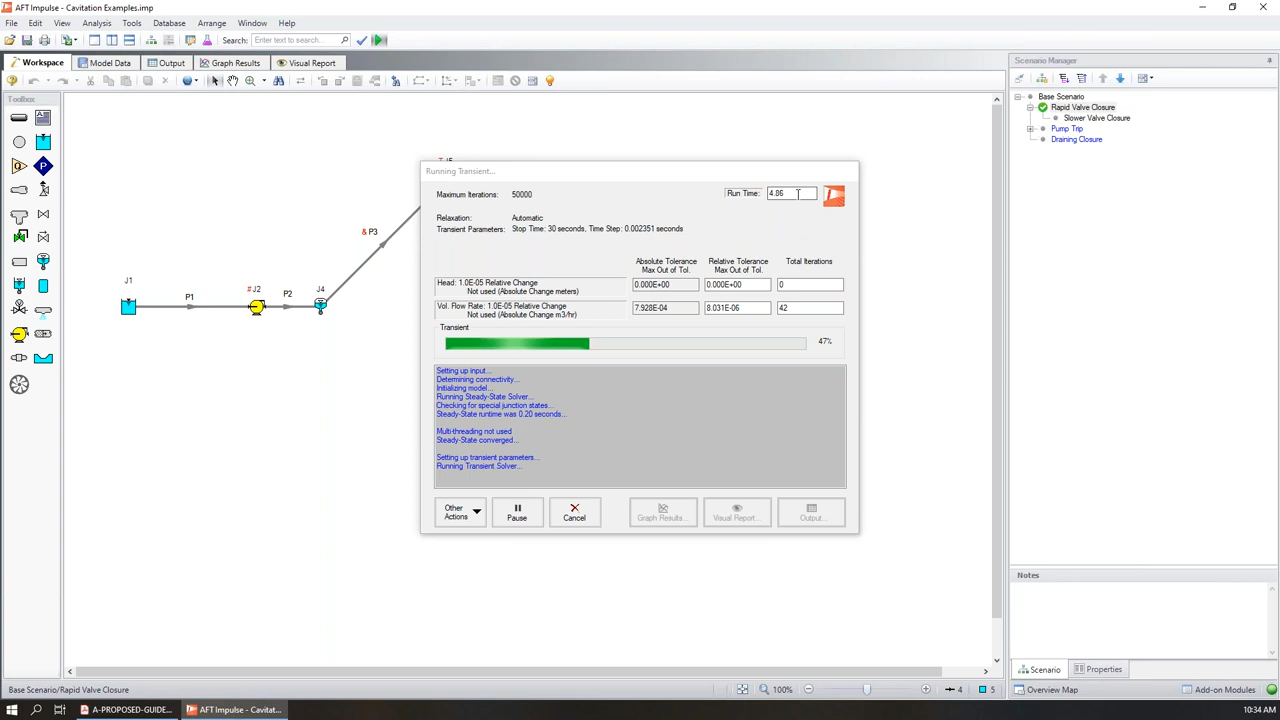 AFT Impulse - Cavitation Examples.imp
File Edit View Analysis Tools Database Arrange Window Help
Search: Enter text to search...
Workspace Model Data Output Graph Results Visual Report
Scenario Manager
Toolbox
Base Scenario
Rapid Valve Closure
Slower Valve Closure
Pump Trip
Draining Closure
Running Transient...
Maximum Iterations: 50000 Run Time: 4.86
Relaxation: Automatic
Transient Parameters: Stop Time: 30 seconds, Time Step: 0.002351 seconds
Absolute Tolerance Relative Tolerance Total Iterations
Max Out of Tol. Max Out of Tol.
Head: 1.0E-05 Relative Change 0.000E+00 0.000E+00 0
Not used (Absolute Change meters)
Vol. Flow Rate: 1.0E-05 Relative Change 7.928E-04 8.031E-06 42
Not used (Absolute Change m3/hr)
Transient
47%
Setting up input...
Determining connectivity...
Initializing model...
Running Steady-State Solver...
Checking for special junction states...
Steady-State runtime was 0.20 seconds...
Multi-threading not used
Steady-State converged...
Setting up transient parameters...
Running Transient Solver...
Other Actions Pause Cancel Graph Results... Visual Report... Output...
J1 P1 #J2 P2 J4 & P3
Notes
Scenario Properties
Base Scenario/Rapid Valve Closure 100% 4 5 Overview Map Add-on Modules
A-PROPOSED-GUIDE... AFT Impulse - Cavitat... 10:34 AM